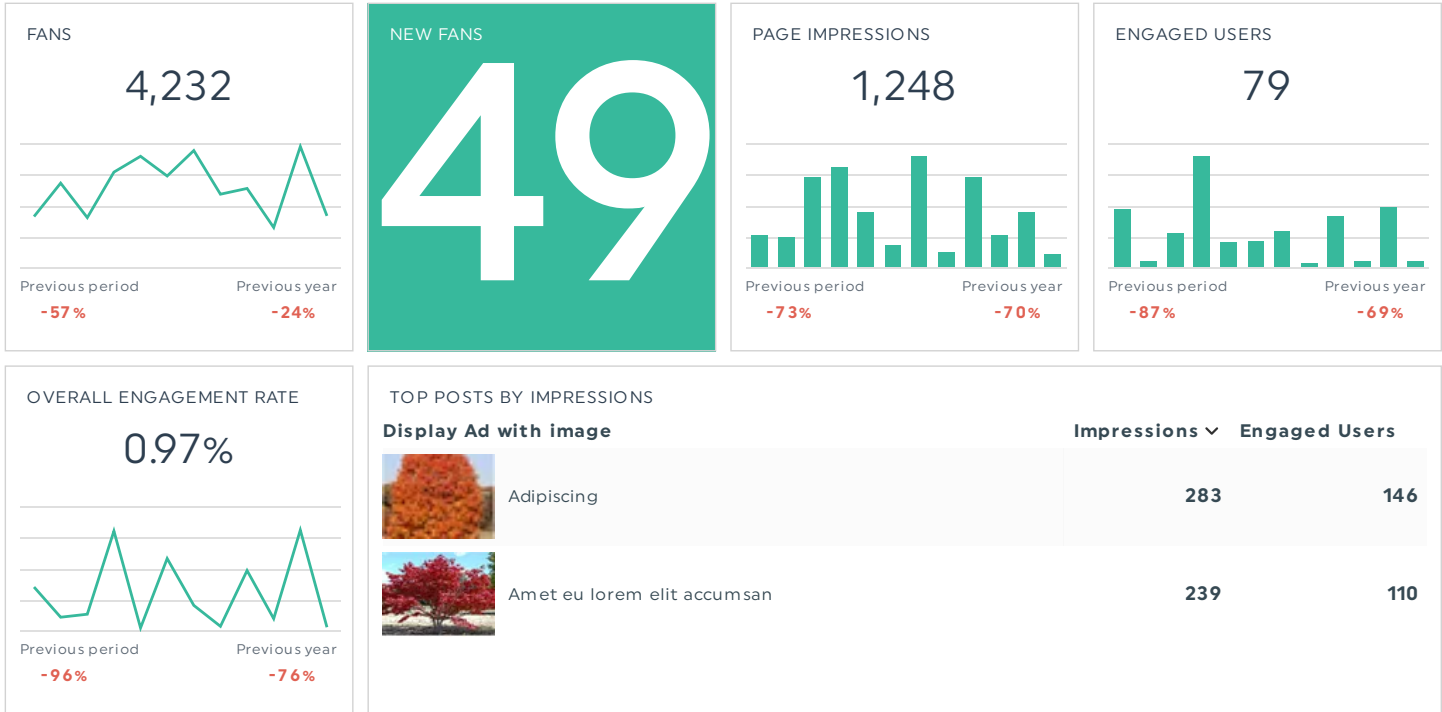 FANS
4,232
Previous period
Previous year
-57%
-24%
NEW FANS
49
PAGE IMPRESSIONS
1,248
Previous period
Previous year
-73%
-70%
ENGAGED USERS
79
Previous period
Previous year
-87%
-69%
OVERALL ENGAGEMENT RATE
0.97%
Previous period
Previous year
-96%
-76%
TOP POSTS BY IMPRESSIONS
Display Ad with image Impressions Engaged Users
Adipiscing 283 146
Amet eu lorem elit accumsan 239 110